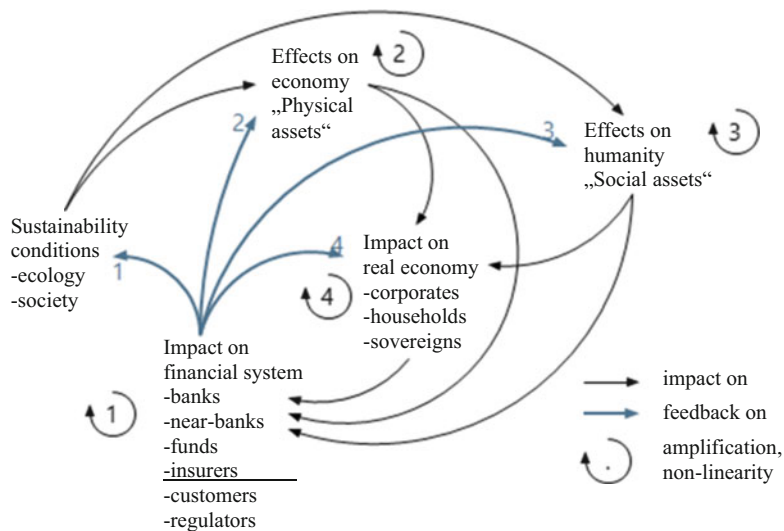 Effects on
economy
„Physical
assets“
2
Effects on
humanity
„Social assets“
3
2
3
Sustainability
conditions
-ecology
-society
1
4
Impact on
real economy
-corporates
-households
-sovereigns
4
Impact on
financial system
-banks
-near-banks
-funds
-insurers
-customers
-regulators
1
impact on
feedback on
amplification,
non-linearity
.